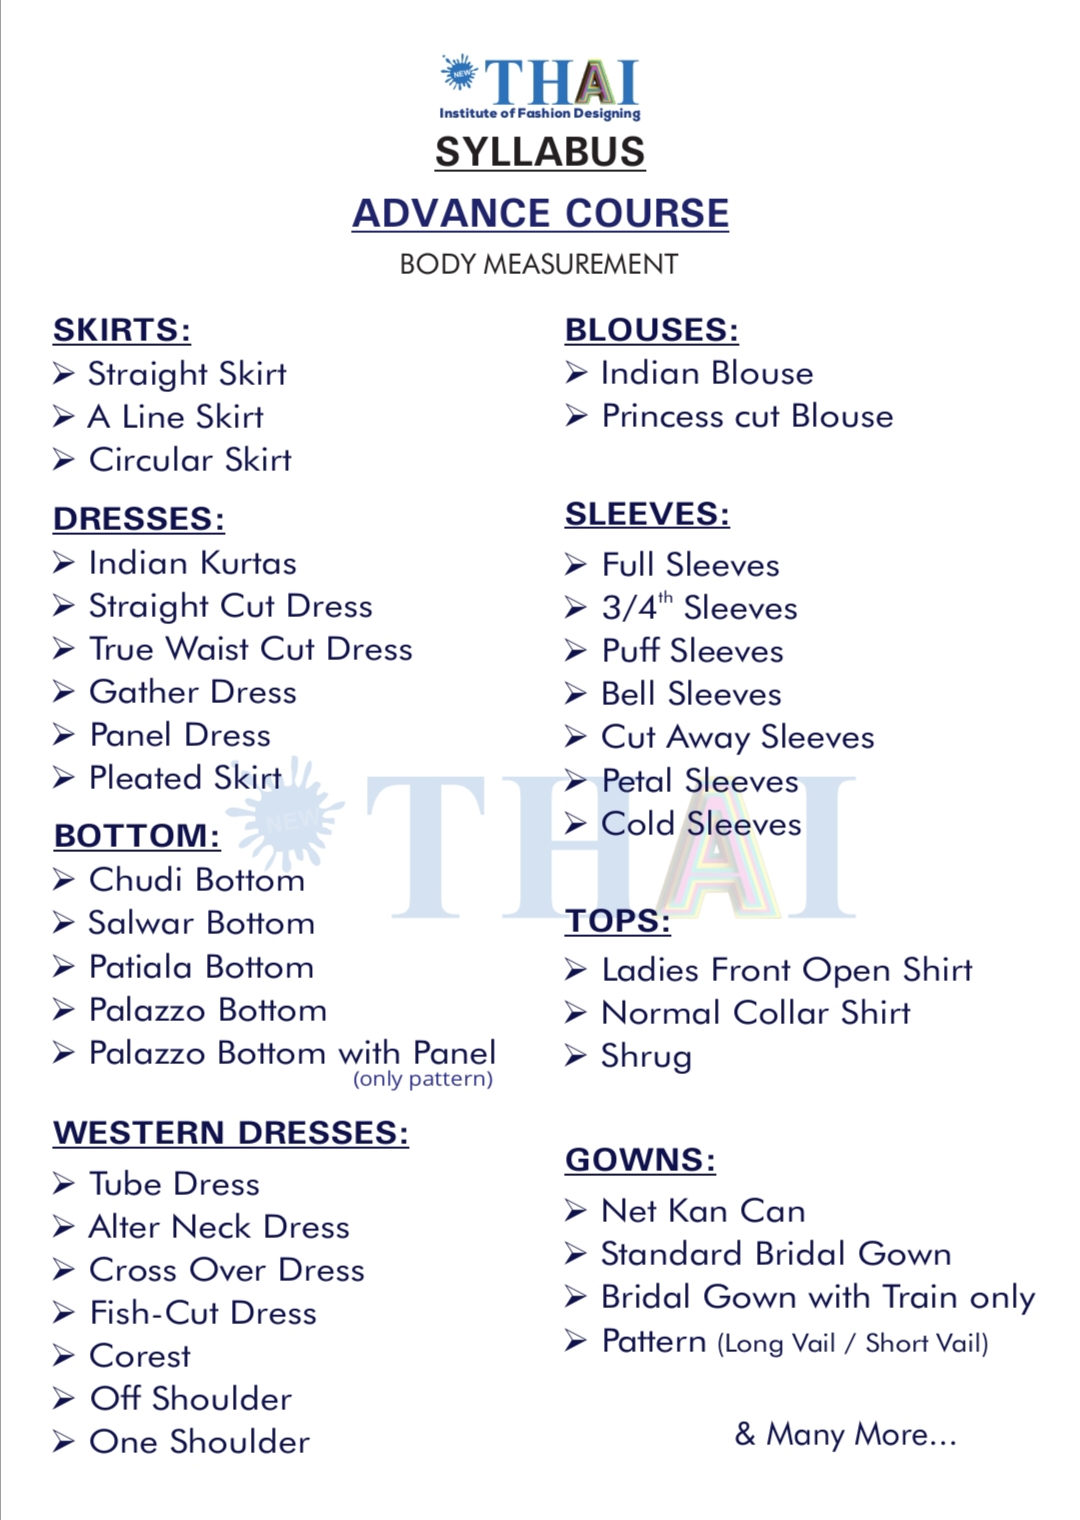 NEW THAI
Institute of Fashion Designing
SYLLABUS
ADVANCE COURSE
BODY MEASUREMENT
SKIRTS:
➢ Straight Skirt
➢ A Line Skirt
➢ Circular Skirt
DRESSES:
➢ Indian Kurtas
➢ Straight Cut Dress
➢ True Waist Cut Dress
➢ Gather Dress
➢ Panel Dress
➢ Pleated Skirt
BOTTOM:
➢ Chudi Bottom
➢ Salwar Bottom
➢ Patiala Bottom
➢ Palazzo Bottom
➢ Palazzo Bottom with Panel
(only pattern)
WESTERN DRESSES:
➢ Tube Dress
➢ Alter Neck Dress
➢ Cross Over Dress
➢ Fish-Cut Dress
➢ Corest
➢ Off Shoulder
➢ One Shoulder
BLOUSES:
➢ Indian Blouse
➢ Princess cut Blouse
SLEEVES:
➢ Full Sleeves
➢ 3/4th Sleeves
➢ Puff Sleeves
➢ Bell Sleeves
➢ Cut Away Sleeves
➢ Petal Sleeves
➢ Cold Sleeves
TOPS:
➢ Ladies Front Open Shirt
➢ Normal Collar Shirt
➢ Shrug
GOWNS:
➢ Net Kan Can
➢ Standard Bridal Gown
➢ Bridal Gown with Train only
➢ Pattern (Long Vail / Short Vail)
& Many More...
NEW THAI